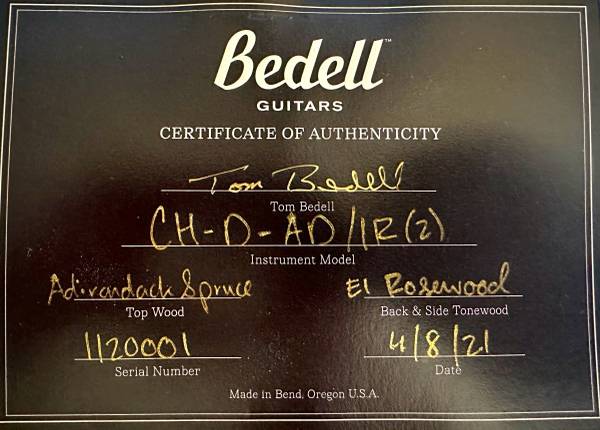 Bedell™
GUITARS
CERTIFICATE OF AUTHENTICITY
Tom Bedell
Tom Bedell
CH-D-AD/IR(2)
Instrument Model
Adirondack Spruce EI Rosewood
Top Wood Back & Side Tonewood
1120001 4/8/21
Serial Number Date
Made in Bend, Oregon U.S.A.